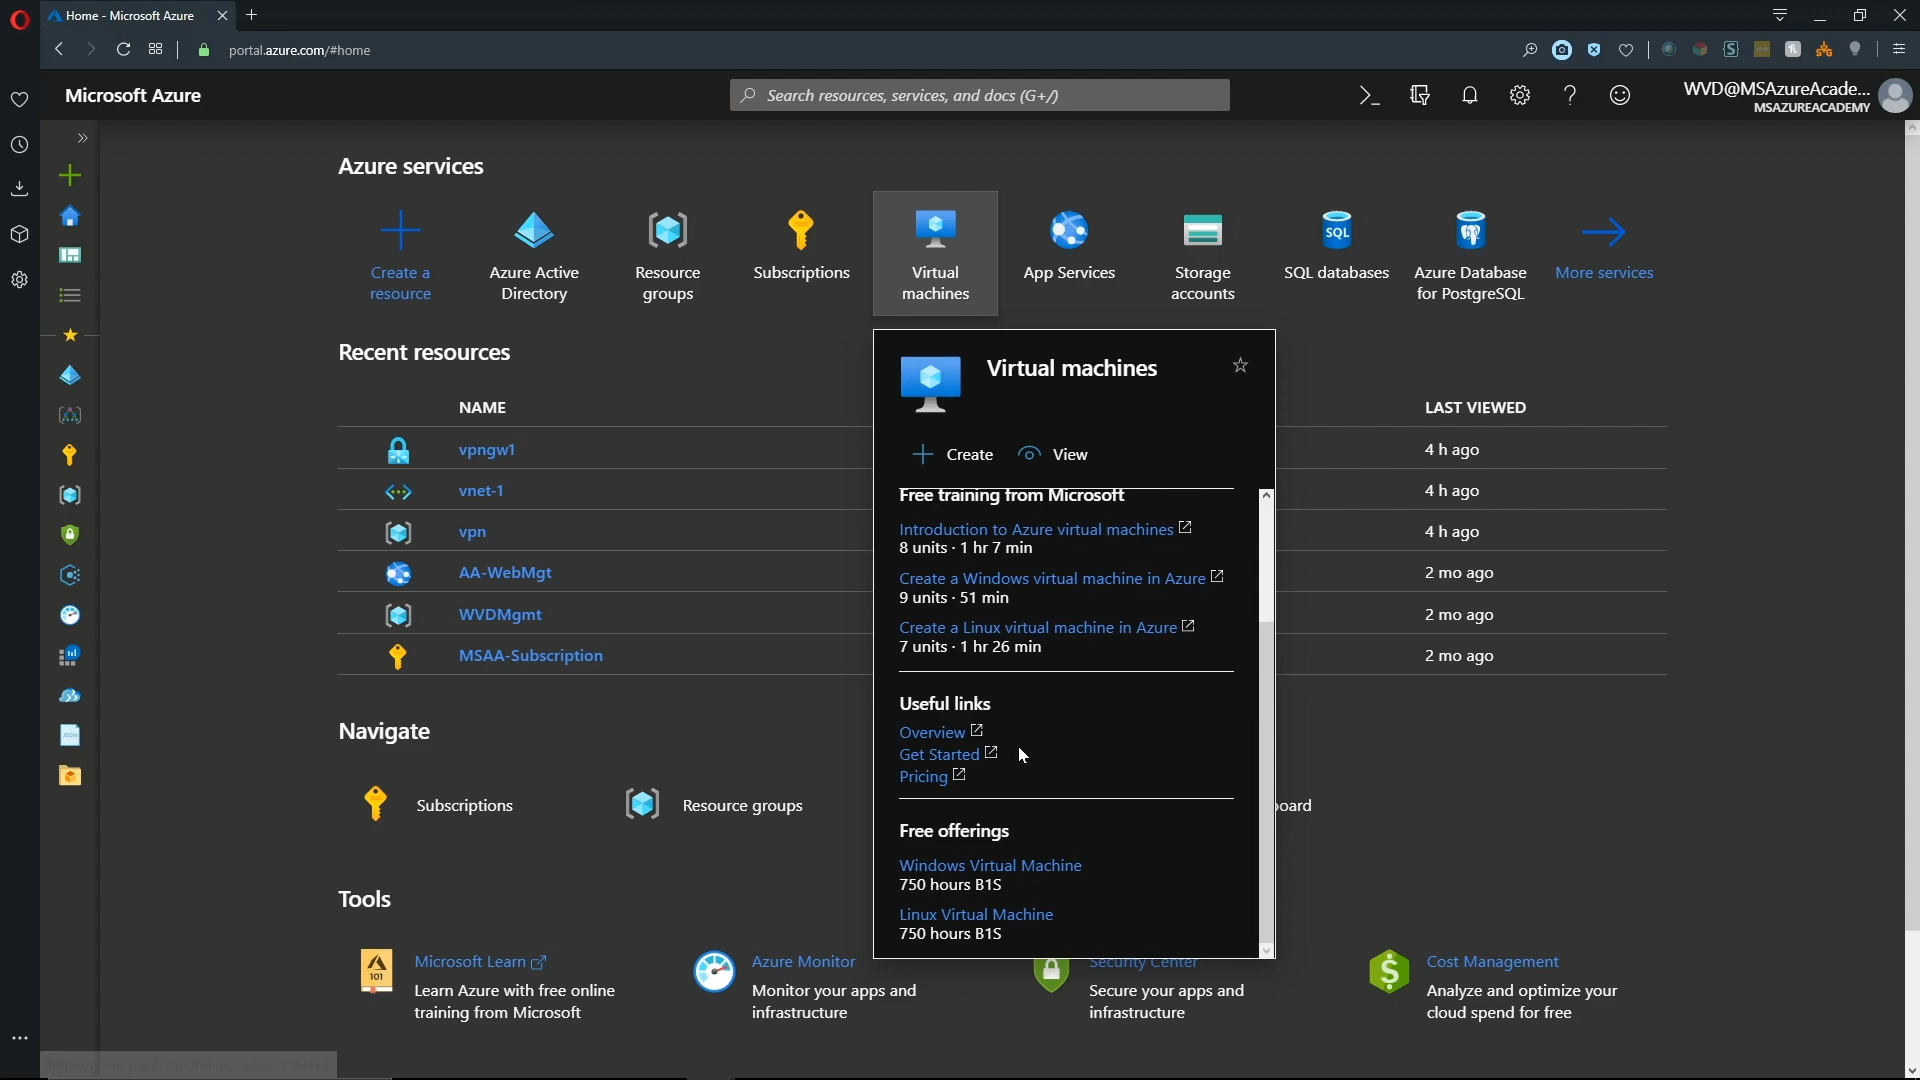 Home - Microsoft Azure
portal.azure.com/#home
Microsoft Azure
Search resources, services, and docs (G+/)
WVD@MSAzureAcade...
MSAZUREACADEMY
Azure services
Create a
resource
Azure Active
Directory
Resource
groups
Subscriptions
Virtual
machines
App Services
Storage
accounts
SQL
SQL databases
Azure Database
for PostgreSQL
More services
Recent resources
NAME
LAST VIEWED
vpngw1
4 h ago
vnet-1
4 h ago
vpn
4 h ago
AA-WebMgt
2 mo ago
WVDMgmt
2 mo ago
MSAA-Subscription
2 mo ago
Virtual machines
Create
View
Free training from Microsoft
Introduction to Azure virtual machines
8 units · 1 hr 7 min
Create a Windows virtual machine in Azure
9 units · 51 min
Create a Linux virtual machine in Azure
7 units · 1 hr 26 min
Useful links
Overview
Get Started
Pricing
Free offerings
Windows Virtual Machine
750 hours B1S
Linux Virtual Machine
750 hours B1S
Navigate
Subscriptions
Resource groups
board
Tools
101
Microsoft Learn
Learn Azure with free online
training from Microsoft
Azure Monitor
Monitor your apps and
infrastructure
Security Center
Secure your apps and
infrastructure
Cost Management
Analyze and optimize your
cloud spend for free